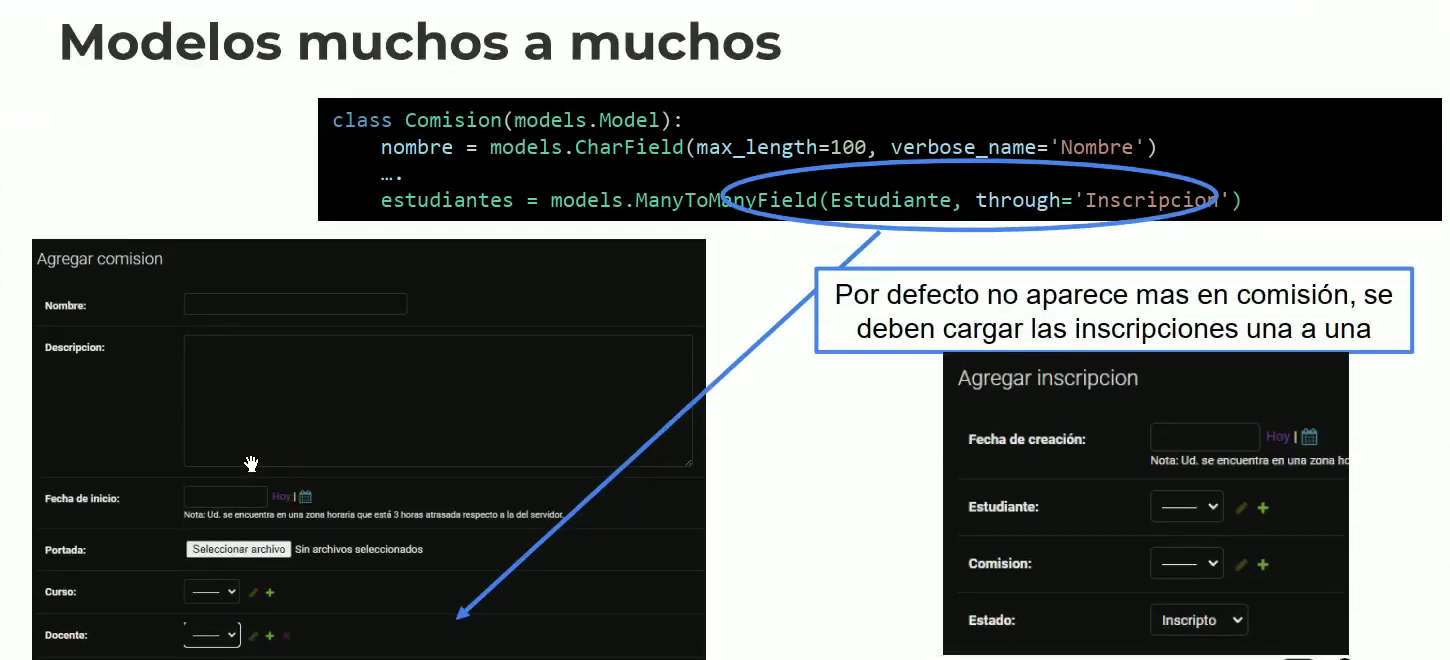 Modelos muchos a muchos
class Comision(models.Model):
nombre = models.CharField(max_length=100, verbose_name='Nombre')
….
estudiantes = models.ManyToManyField(Estudiante, through='Inscripcion')
Por defecto no aparece mas en comisión, se
deben cargar las inscripciones una a una
Agregar comision
Nombre:
Descripcion:
Fecha de inicio:
Hoy |
Nota: Ud. se encuentra en una zona horaria que está 3 horas atrasada respecto a la del servidor.
Portada:
Seleccionar archivo Sin archivos seleccionados
Curso:
Docente:
Agregar inscripcion
Fecha de creación:
Hoy |
Nota: Ud. se encuentra en una zona ho
Estudiante:
Comision:
Estado:
Inscripto